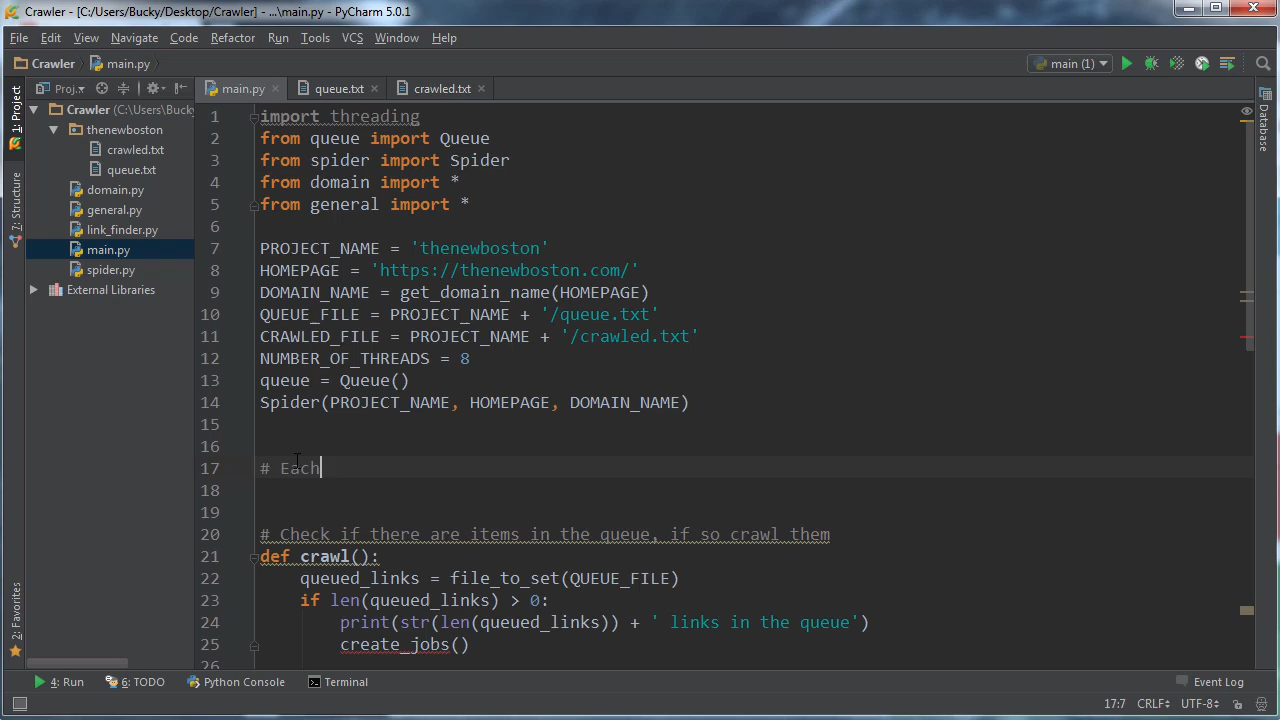 Crawler - [C:/Users/Bucky/Desktop/Crawler] - ...\main.py - PyCharm 5.0.1
File Edit View Navigate Code Refactor Run Tools VCS Window Help
Crawler main.py main (1)
Proj. main.py queue.txt crawled.txt
1: Project
7: Structure
2: Favorites
Database
Crawler (C:\Users\Bucky
thenewboston
crawled.txt
queue.txt
domain.py
general.py
link_finder.py
main.py
spider.py
External Libraries
1 import threading
2 from queue import Queue
3 from spider import Spider
4 from domain import *
5 from general import *
6
7 PROJECT_NAME = 'thenewboston'
8 HOMEPAGE = 'https://thenewboston.com/'
9 DOMAIN_NAME = get_domain_name(HOMEPAGE)
10 QUEUE_FILE = PROJECT_NAME + '/queue.txt'
11 CRAWLED_FILE = PROJECT_NAME + '/crawled.txt'
12 NUMBER_OF_THREADS = 8
13 queue = Queue()
14 Spider(PROJECT_NAME, HOMEPAGE, DOMAIN_NAME)
15
16
17 # Each
18
19
20 # Check if there are items in the queue, if so crawl them
21 def crawl():
22 queued_links = file_to_set(QUEUE_FILE)
23 if len(queued_links) > 0:
24 print(str(len(queued_links)) + ' links in the queue')
25 create_jobs()
26
4: Run 6: TODO Python Console Terminal Event Log
17:7 CRLF UTF-8